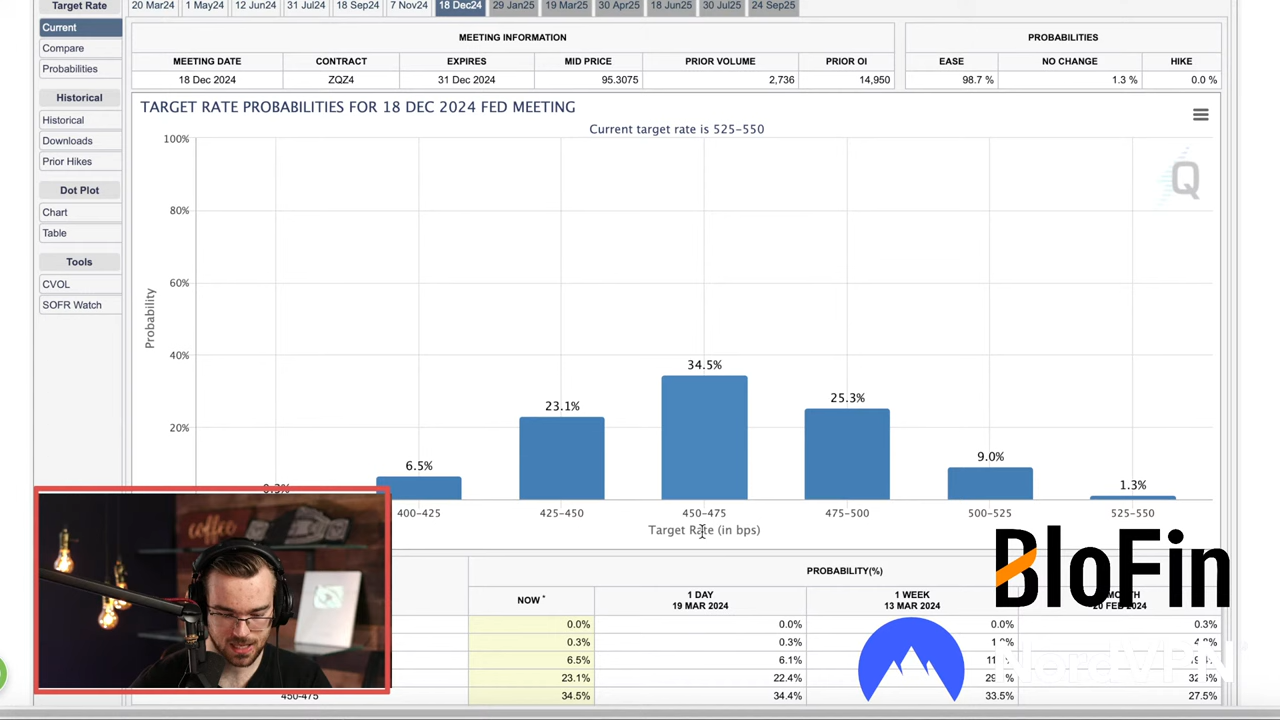 Target Rate
20 Mar24 1 May24 12 Jun24 31 Jul24 18 Sep24 7 Nov24 18 Dec24 29 Jan25 19 Mar25 30 Apr25 18 Jun25 30 Jul25 24 Sep25
Current
Compare
Probabilities
Historical
Historical
Downloads
Prior Hikes
Dot Plot
Chart
Table
Tools
CVOL
SOFR Watch
MEETING INFORMATION
MEETING DATE CONTRACT EXPIRES MID PRICE PRIOR VOLUME PRIOR OI
18 Dec 2024 ZQZ4 31 Dec 2024 95.3075 2,736 14,950
PROBABILITIES
EASE NO CHANGE HIKE
98.7 % 1.3 % 0.0 %
TARGET RATE PROBABILITIES FOR 18 DEC 2024 FED MEETING
Current target rate is 525–550
Q
Probability
100%
80%
60%
40%
20%
6.5% 23.1% 34.5% 25.3% 9.0% 1.3%
400–425 425–450 450–475 475–500 500–525 525–550
Target Rate (in bps)
coffee
PROBABILITY(%)
NOW * 1 DAY 1 WEEK
19 MAR 2024 13 MAR 2024 20 FEB 2024
0.0% 0.0% 0.0% 0.3%
0.3% 0.3%
6.5% 6.1%
23.1% 22.4%
450-475 34.5% 34.4% 33.5% 27.5%
BloFin
NordVPN